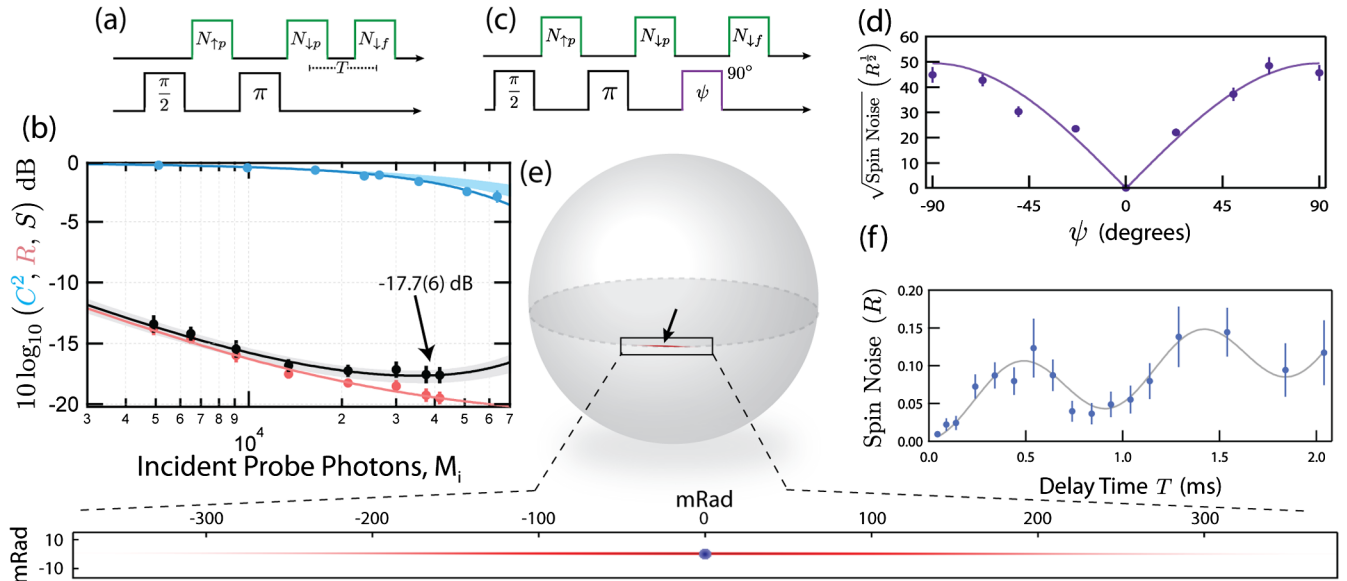 (a)
N↑p
N↓p
N↓f
T
π/2
π
(c)
N↑p
N↓p
N↓f
π/2
π
ψ
90°
(b)
10 log10 (C², R, S) dB
0
-5
-10
-15
-20
-17.7(6) dB
3 4 5 6 7 8 9 2 3 4 5 6 7
10⁴
Incident Probe Photons, Mi
(e)
(d)
√Spin Noise (R^½)
60
50
40
30
20
10
0
-90 -45 0 45 90
ψ (degrees)
(f)
Spin Noise (R)
0.20
0.15
0.10
0.05
0.00
0.0 0.5 1.0 1.5 2.0
Delay Time T (ms)
mRad
-300 -200 -100 0 100 200 300
mRad
10
-10